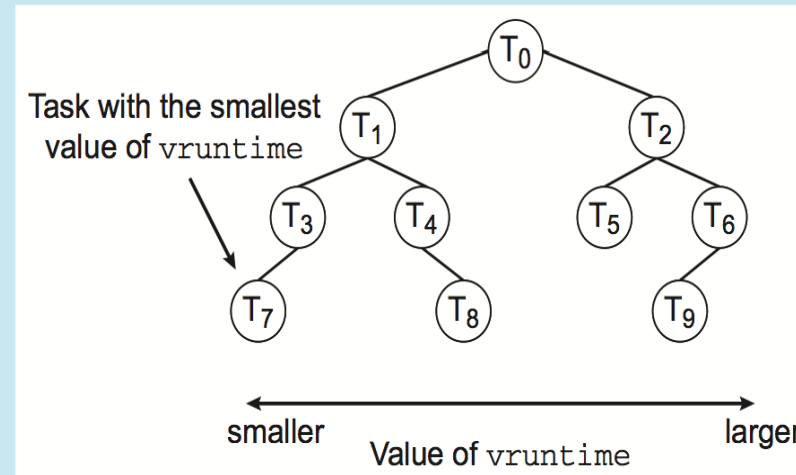 T0
Task with the smallest
value of vruntime
T1
T2
T3
T4
T5
T6
T7
T8
T9
smaller
larger
Value of vruntime